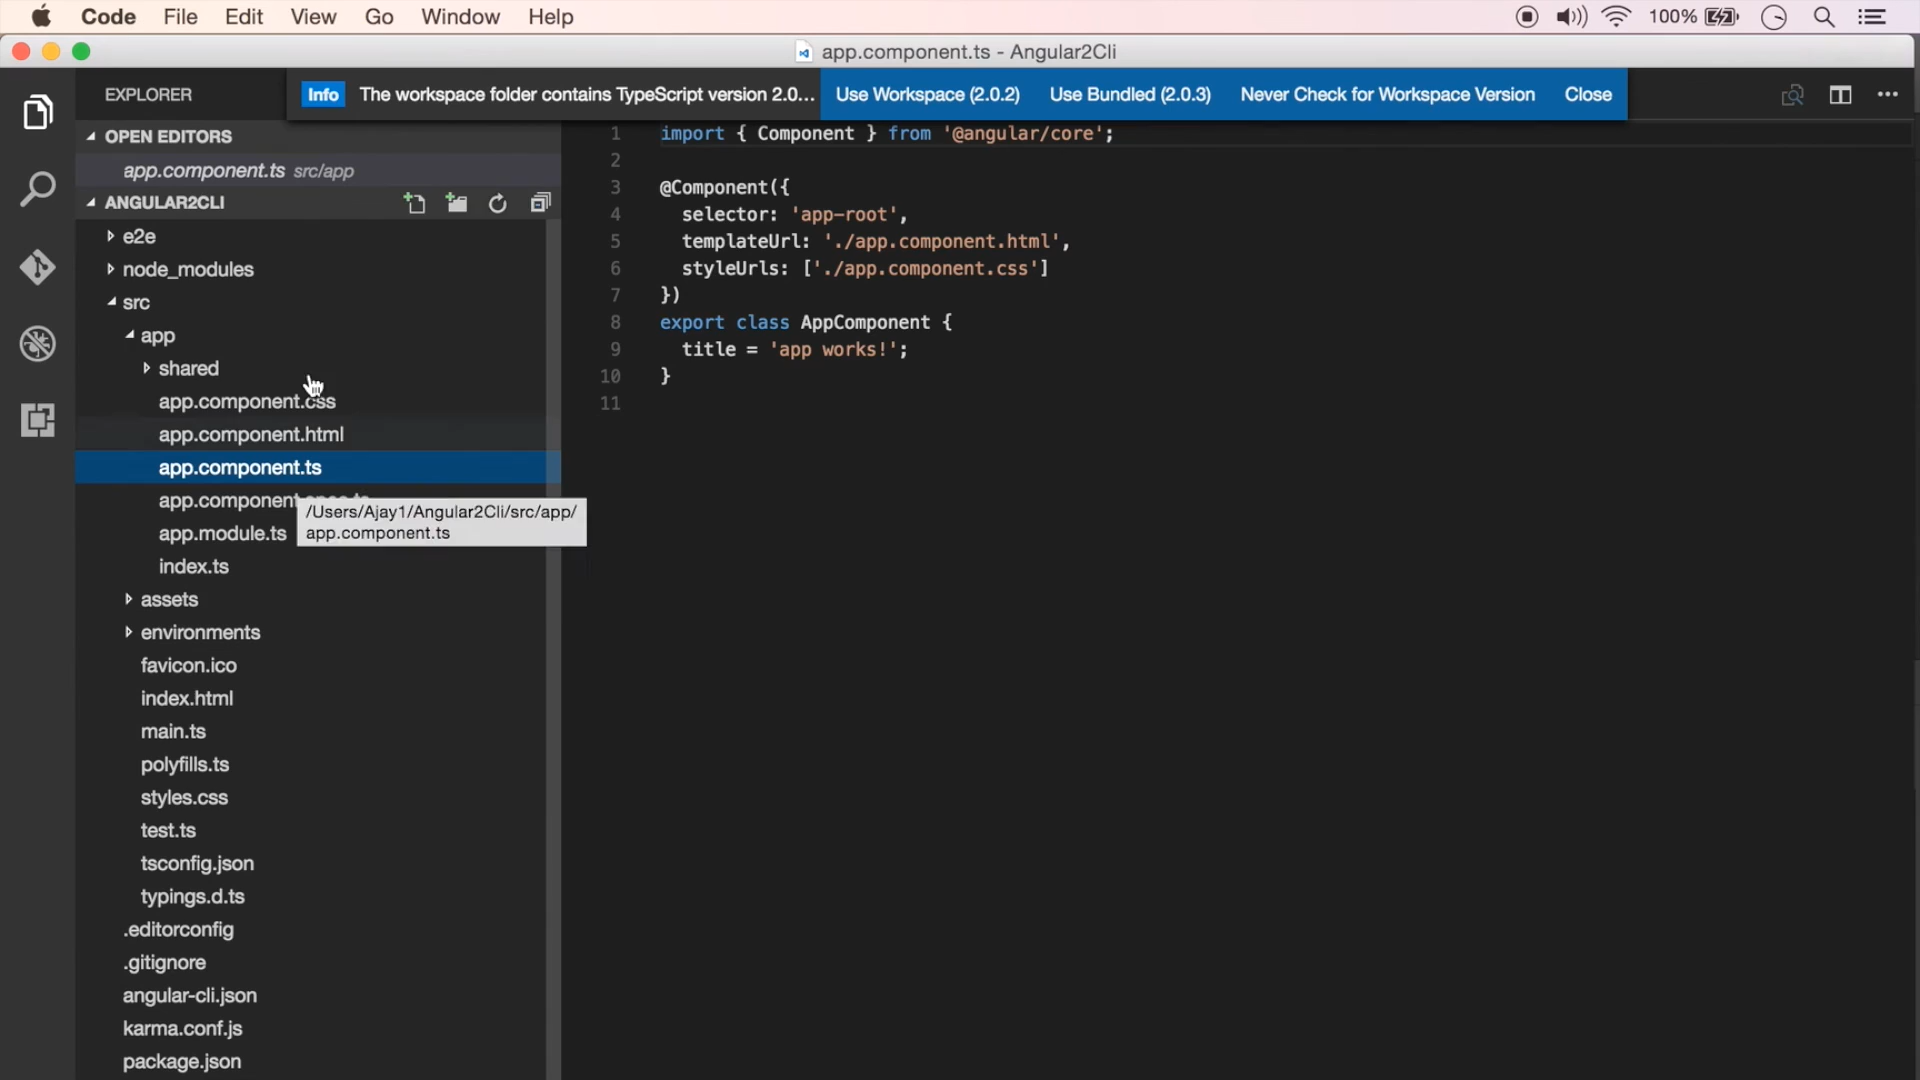 Code File Edit View Go Window Help 100%
app.component.ts - Angular2Cli
EXPLORER
Info The workspace folder contains TypeScript version 2.0... Use Workspace (2.0.2) Use Bundled (2.0.3) Never Check for Workspace Version Close
OPEN EDITORS
app.component.ts src/app
ANGULAR2CLI
e2e
node_modules
src
app
shared
app.component.css
app.component.html
app.component.ts
app.component.spec.ts
/Users/Ajay1/Angular2Cli/src/app/
app.component.ts
app.module.ts
index.ts
assets
environments
favicon.ico
index.html
main.ts
polyfills.ts
styles.css
test.ts
tsconfig.json
typings.d.ts
.editorconfig
.gitignore
angular-cli.json
karma.conf.js
package.json
1 import { Component } from '@angular/core';
2
3 @Component({
4 selector: 'app-root',
5 templateUrl: './app.component.html',
6 styleUrls: ['./app.component.css']
7 })
8 export class AppComponent {
9 title = 'app works!';
10 }
11